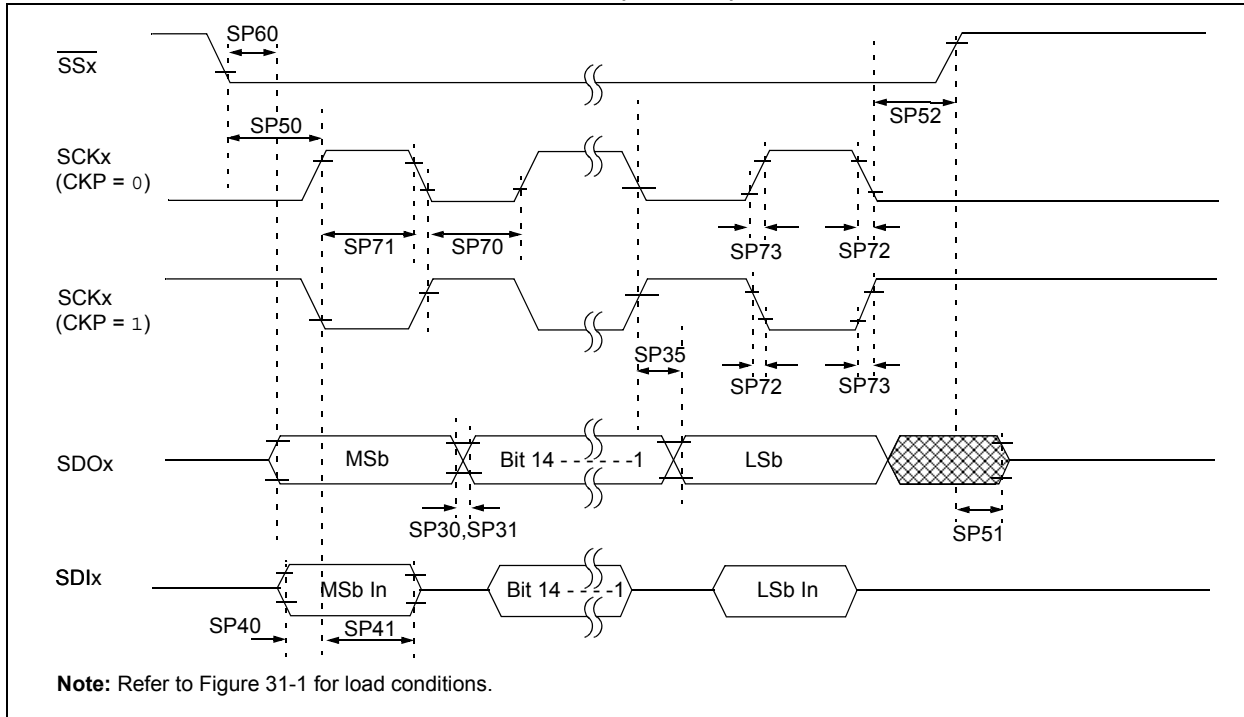 SP60
SSx
SP50
SP52
SCKx
(CKP = 0)
SP71
SP70
SP73
SP72
SCKx
(CKP = 1)
SP35
SP72
SP73
SDOx
MSb
Bit 14 - - - - - -1
LSb
SP30,SP31
SP51
SDIx
MSb In
Bit 14 - - - -1
LSb In
SP40
SP41
Note: Refer to Figure 31-1 for load conditions.